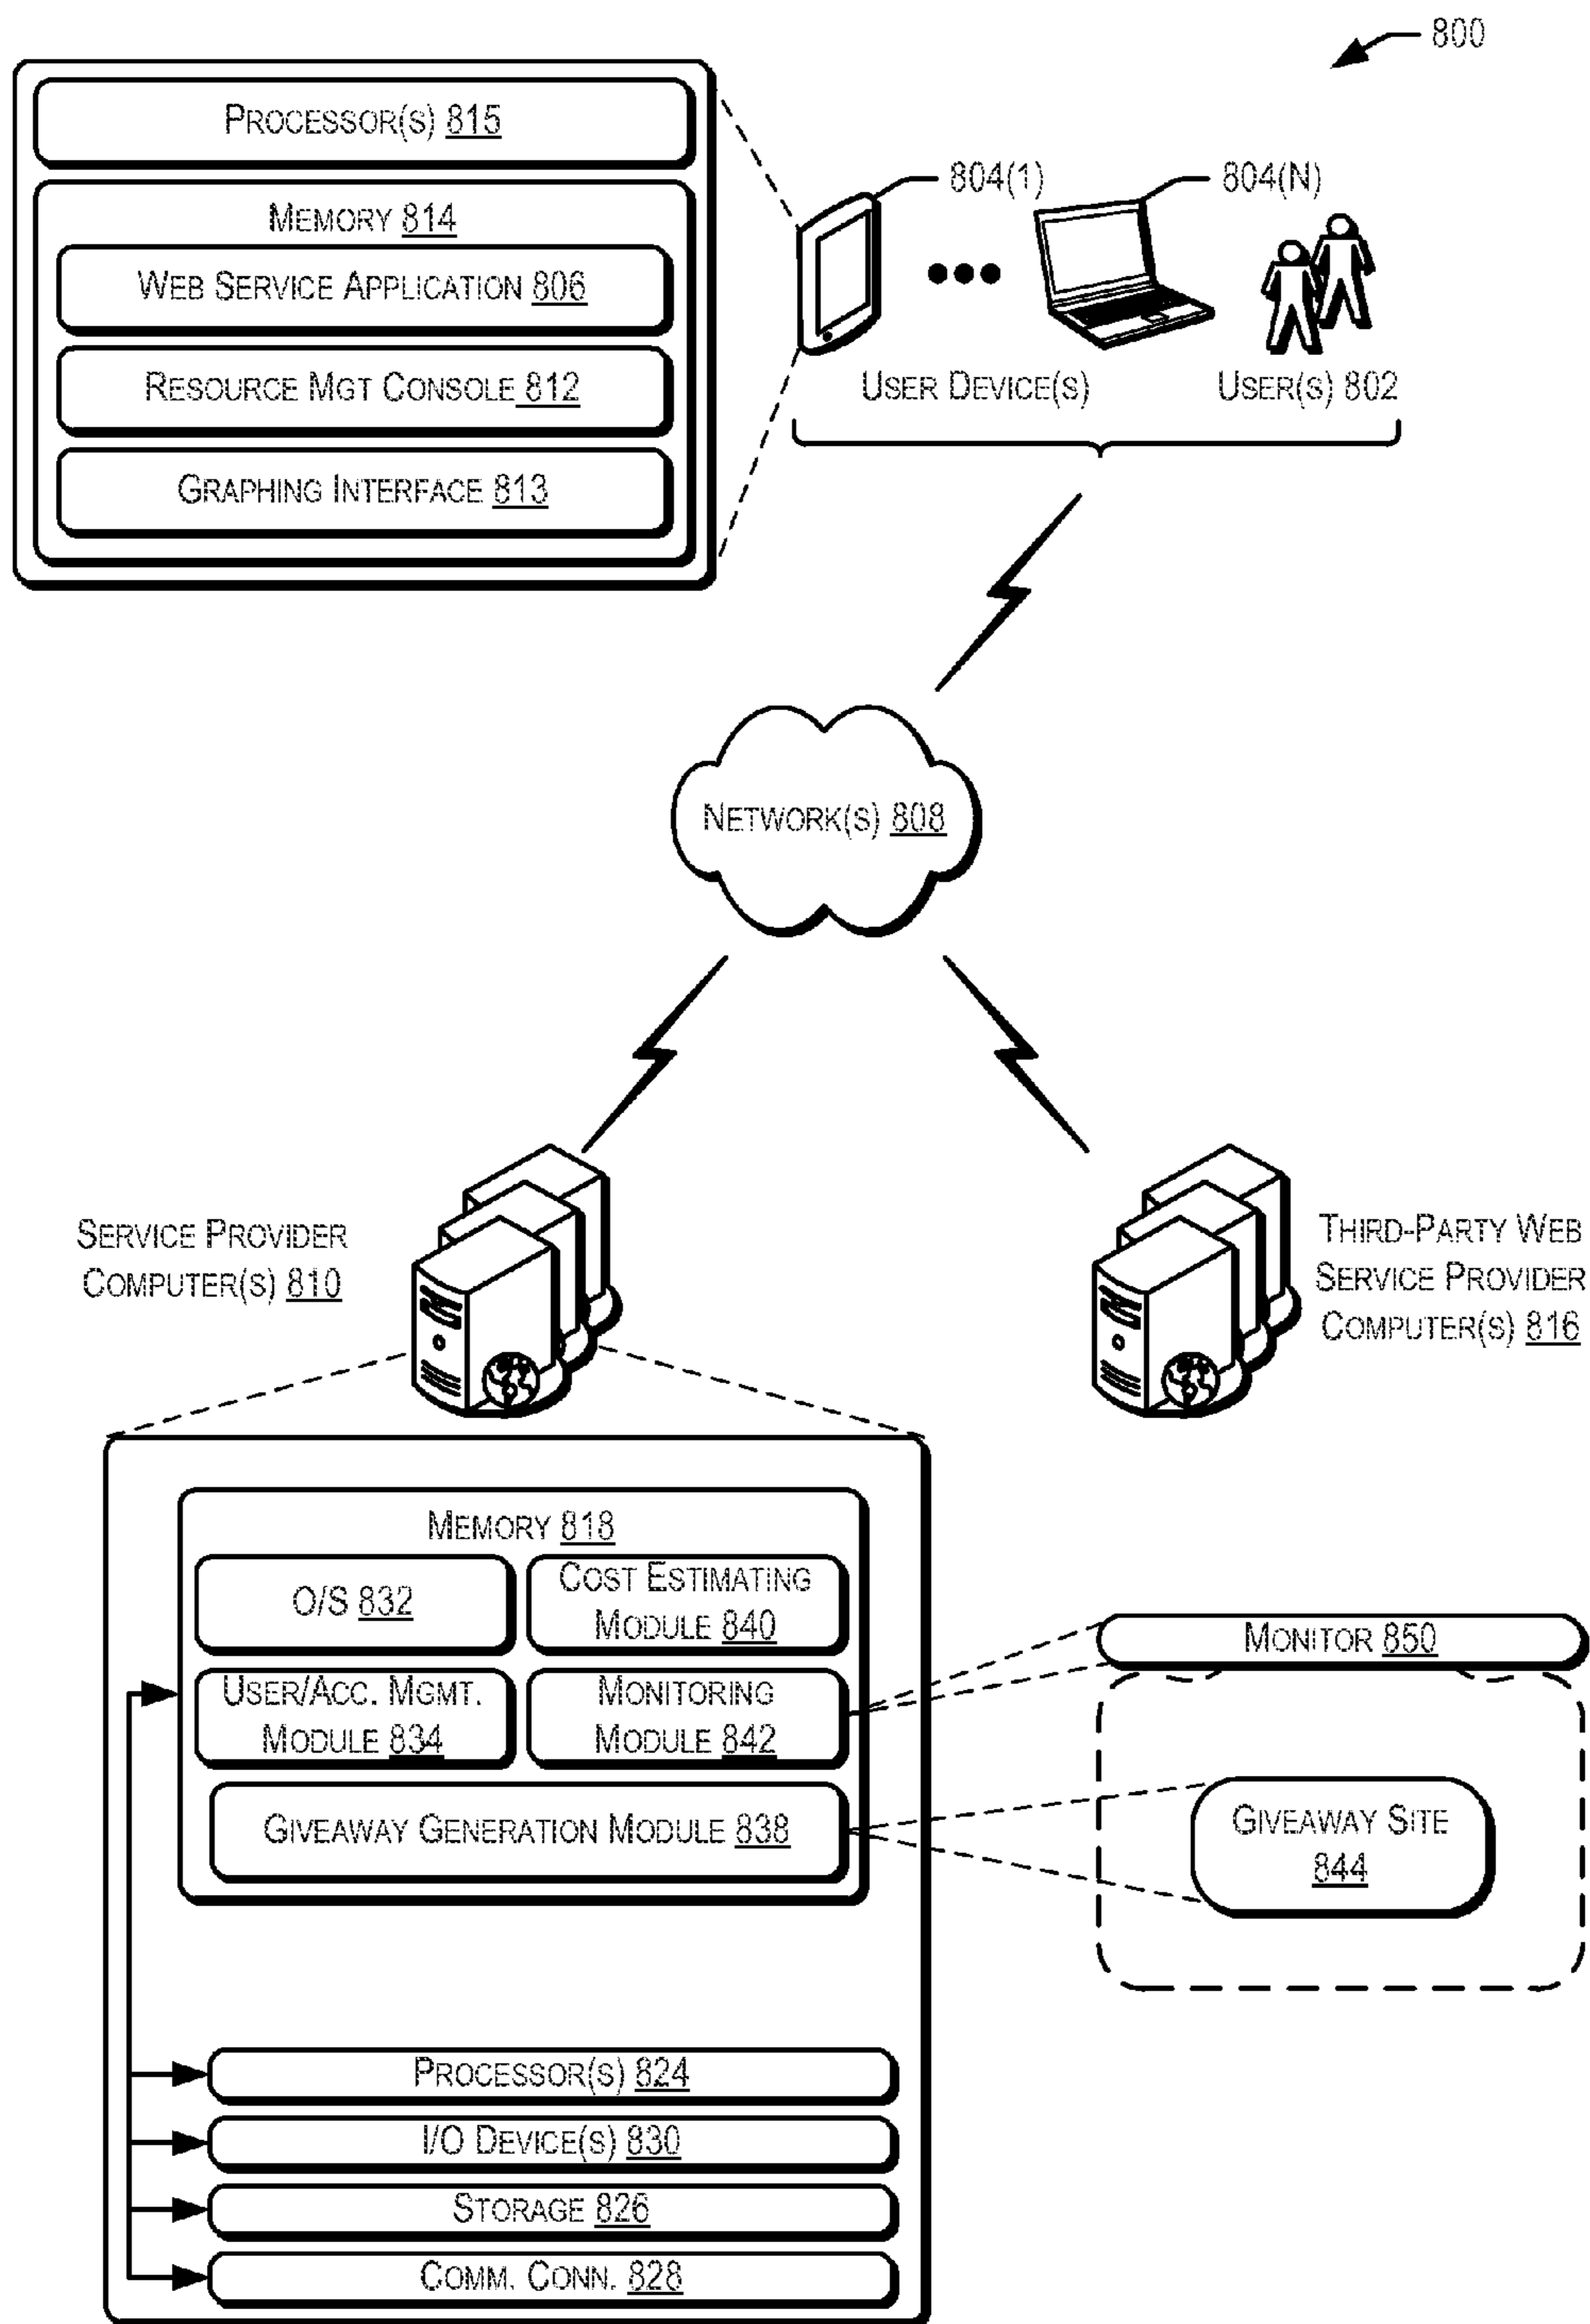 800
PROCESSOR(S) 815
MEMORY 814
WEB SERVICE APPLICATION 806
RESOURCE MGT CONSOLE 812
GRAPHING INTERFACE 813
804(1)
804(N)
USER DEVICE(S)
USER(S) 802
NETWORK(S) 808
SERVICE PROVIDER
COMPUTER(S) 810
THIRD-PARTY WEB
SERVICE PROVIDER
COMPUTER(S) 816
MEMORY 818
O/S 832
COST ESTIMATING
MODULE 840
USER/ACC. MGMT.
MODULE 834
MONITORING
MODULE 842
GIVEAWAY GENERATION MODULE 838
MONITOR 850
GIVEAWAY SITE
844
PROCESSOR(S) 824
I/O DEVICE(S) 830
STORAGE 826
COMM. CONN. 828